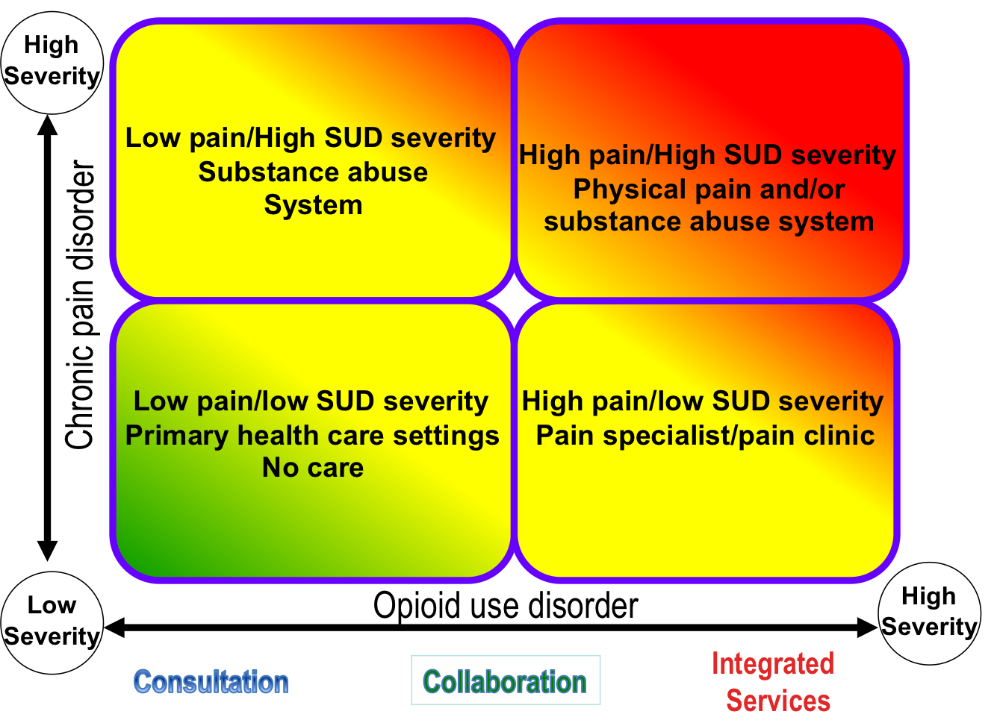 High
Severity
Low pain/High SUD severity
Substance abuse
System
High pain/High SUD severity
Physical pain and/or
substance abuse system
Chronic pain disorder
Low pain/low SUD severity
Primary health care settings
No care
High pain/low SUD severity
Pain specialist/pain clinic
Low
Severity
Opioid use disorder
High
Severity
Consultation
Collaboration
Integrated
Services